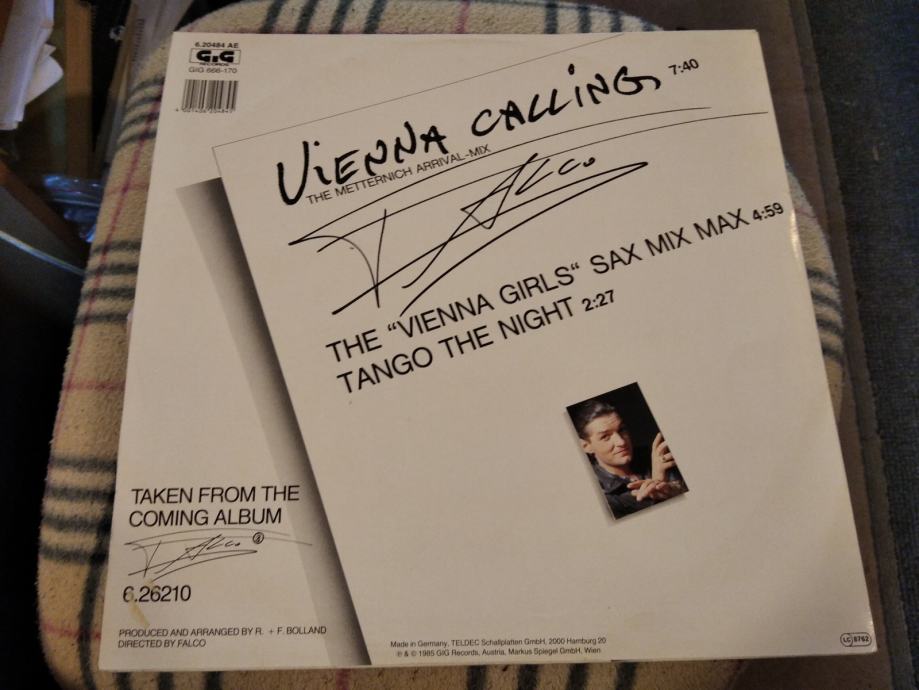 6.20484 AE
GiG
RECORDS
GIG 666-170
ViENNA CALLiNG, 7:40
THE METTERNICH ARRIVAL-MIX
FALCO
THE “VIENNA GIRLS“ SAX MIX MAX 4:59
TANGO THE NIGHT 2:27
TAKEN FROM THE
COMING ALBUM
FALCO 3
6.26210
PRODUCED AND ARRANGED BY R. + F. BOLLAND
DIRECTED BY FALCO
Made in Germany, TELDEC Schallplatten GmbH, 2000 Hamburg 20
℗ & © 1985 GIG Records, Austria, Markus Spiegel GmbH, Wien
LC 8762